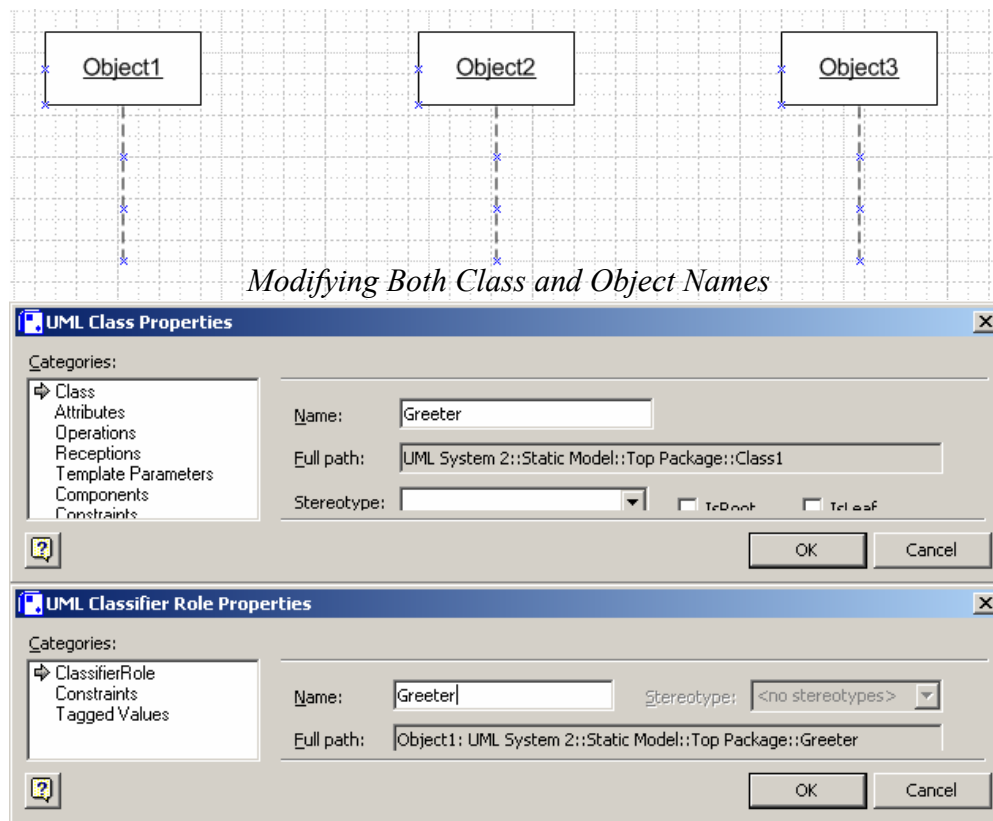 Object1 Object2 Object3
Modifying Both Class and Object Names
UML Class Properties
Categories:
Class
Attributes
Operations
Receptions
Template Parameters
Components
Constraints
Name: Greeter
Full path: UML System 2::Static Model::Top Package::Class1
Stereotype: IsRoot IsLeaf
OK Cancel
UML Classifier Role Properties
Categories:
ClassifierRole
Constraints
Tagged Values
Name: Greeter Stereotype: <no stereotypes>
Full path: Object1: UML System 2::Static Model::Top Package::Greeter
OK Cancel